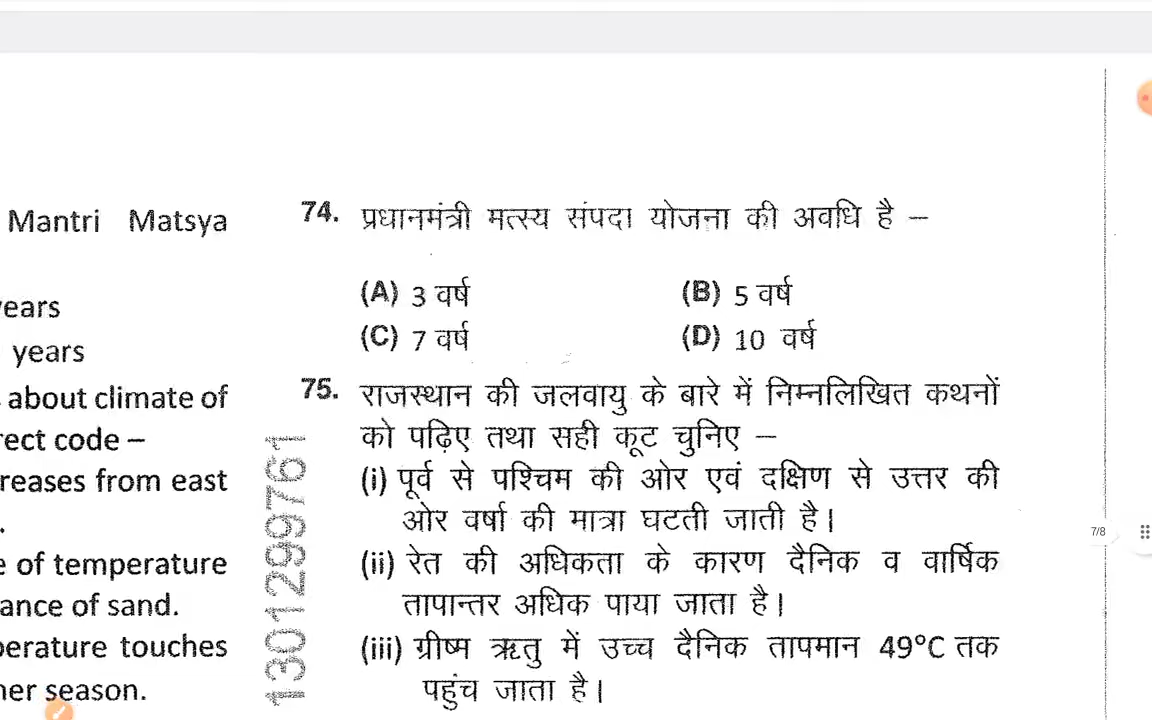 Mantri Matsya
years
years
about climate of
rect code –
reases from east
.
e of temperature
ance of sand.
perature touches
ner season.
74. प्रधानमंत्री मत्स्य संपदा योजना की अवधि है –
(A) 3 वर्ष (B) 5 वर्ष
(C) 7 वर्ष (D) 10 वर्ष
75. राजस्थान की जलवायु के बारे में निम्नलिखित कथनों
को पढ़िए तथा सही कूट चुनिए –
(i) पूर्व से पश्चिम की ओर एवं दक्षिण से उत्तर की
ओर वर्षा की मात्रा घटती जाती है।
(ii) रेत की अधिकता के कारण दैनिक व वार्षिक
तापान्तर अधिक पाया जाता है।
(iii) ग्रीष्म ऋतु में उच्च दैनिक तापमान 49°C तक
पहुंच जाता है।
1301299761
7/8